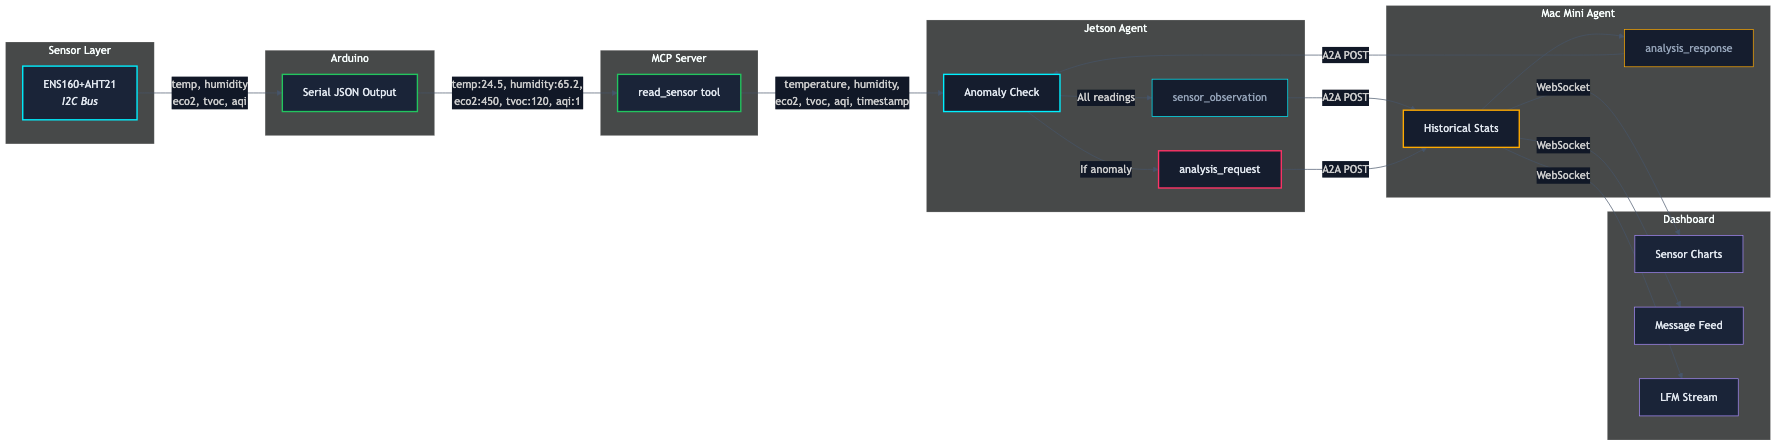 Sensor Layer
ENS160+AHT21
I2C Bus
temp, humidity
eco2, tvoc, aqi
Arduino
Serial JSON Output
temp:24.5, humidity:65.2,
eco2:450, tvoc:120, aqi:1
MCP Server
read_sensor tool
temperature, humidity,
eco2, tvoc, aqi, timestamp
Jetson Agent
Anomaly Check
All readings
sensor_observation
If anomaly
analysis_request
A2A POST
A2A POST
A2A POST
Mac Mini Agent
analysis_response
Historical Stats
WebSocket
WebSocket
WebSocket
Dashboard
Sensor Charts
Message Feed
LFM Stream